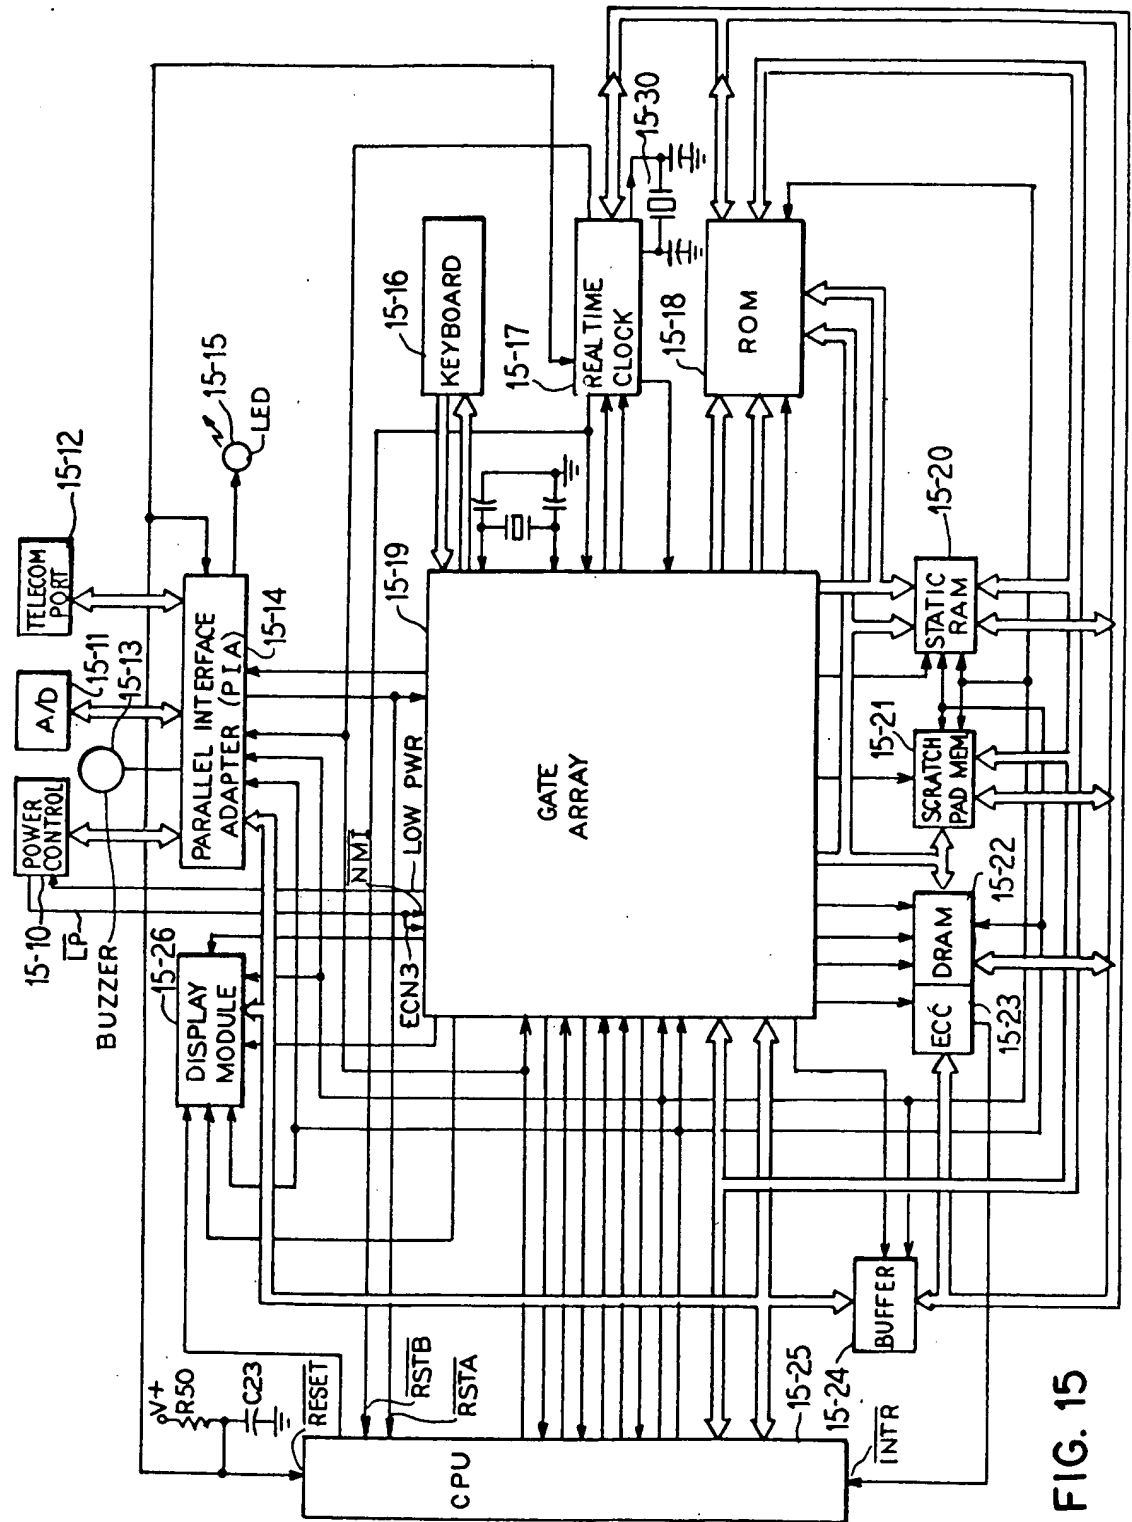 15-12
TELECOM
PORT
15-11
A/D
15-13
15-10
POWER
CONTROL
LP
BUZZER
15-14
PARALLEL INTERFACE
ADAPTER (PIA)
15-15
LED
15-26
DISPLAY
MODULE
15-16
KEYBOARD
15-17
REALTIME
CLOCK
15-30
15-18
ROM
15-19
GATE
ARRAY
NMI
LOW PWR
ECN3
15-20
STATIC
RAM
15-21
SCRATCH
PAD MEM
15-22
DRAM
15-23
ECC
15-24
BUFFER
V+
R50
C23
RESET
RSTB
RSTA
15-25
CPU
INTR
FIG. 15